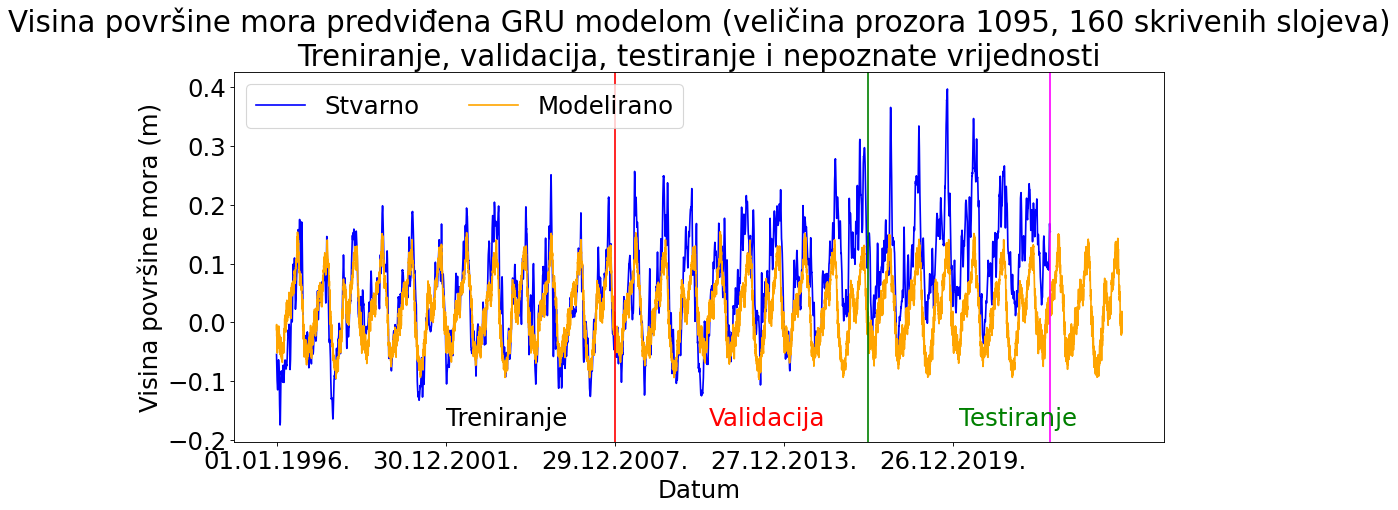 Visina površine mora predviđena GRU modelom (veličina prozora 1095, 160 skrivenih slojeva)
Treniranje, validacija, testiranje i nepoznate vrijednosti
Stvarno
Modelirano
Visina površine mora (m)
0.4
0.3
0.2
0.1
0.0
−0.1
−0.2
Treniranje
Validacija
Testiranje
01.01.1996.
30.12.2001.
29.12.2007.
27.12.2013.
26.12.2019.
Datum